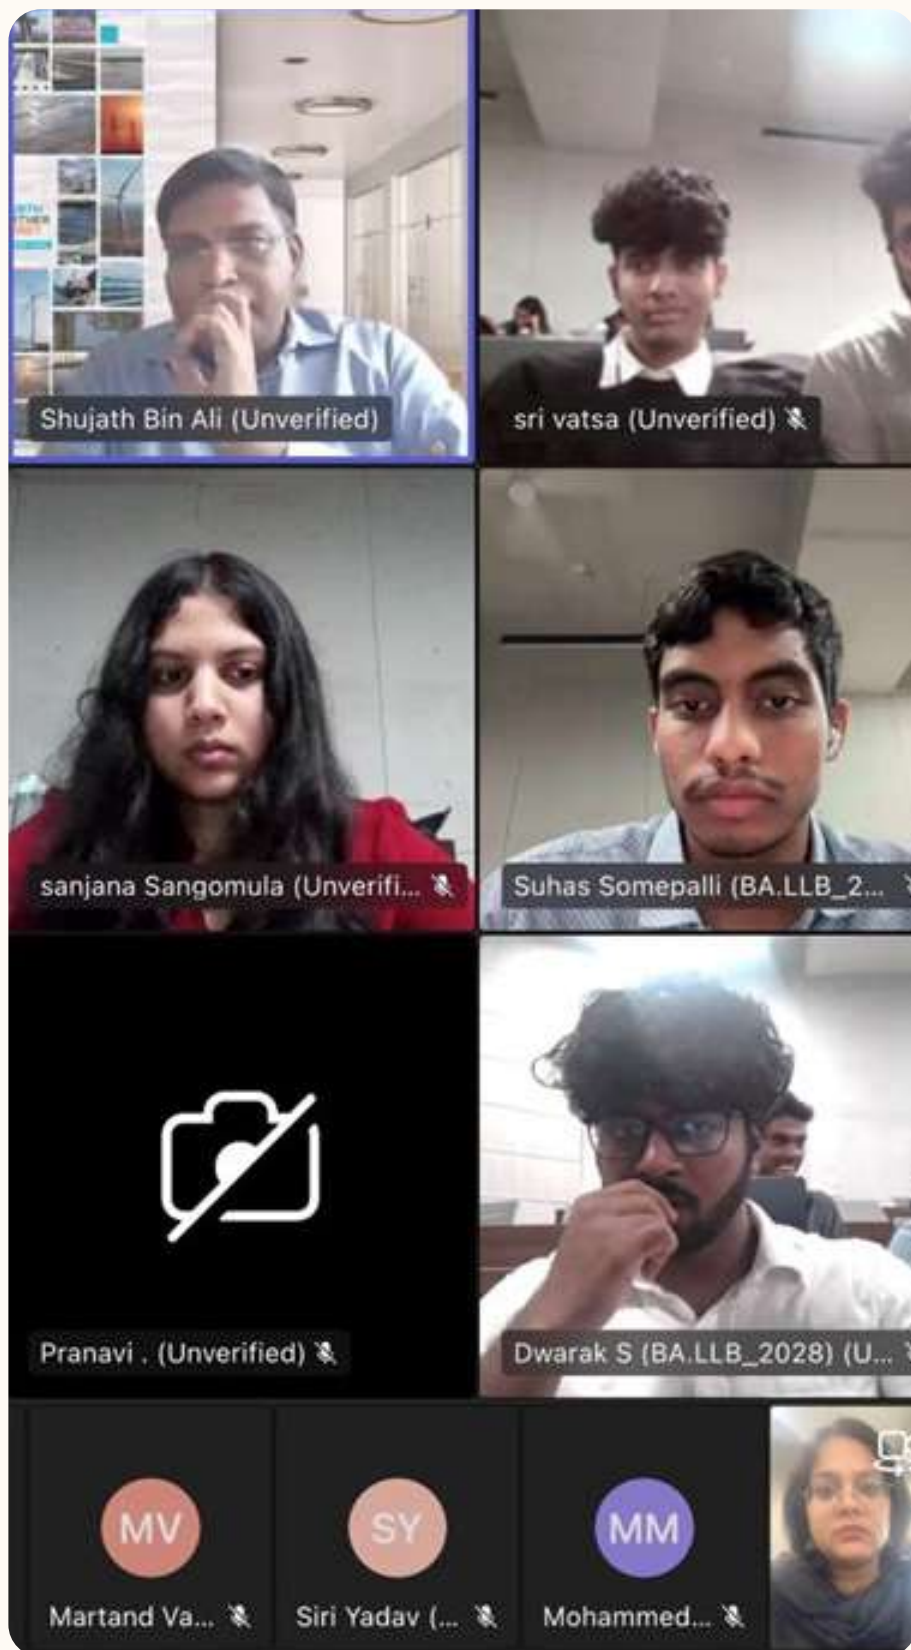 Shujath Bin Ali (Unverified)
sri vatsa (Unverified)
sanjana Sangomula (Unverifi...
Suhas Somepalli (BA.LLB_2...
Pranavi . (Unverified)
Dwarak S (BA.LLB_2028) (U...
MV
SY
MM
Martand Va...
Siri Yadav (...
Mohammed...